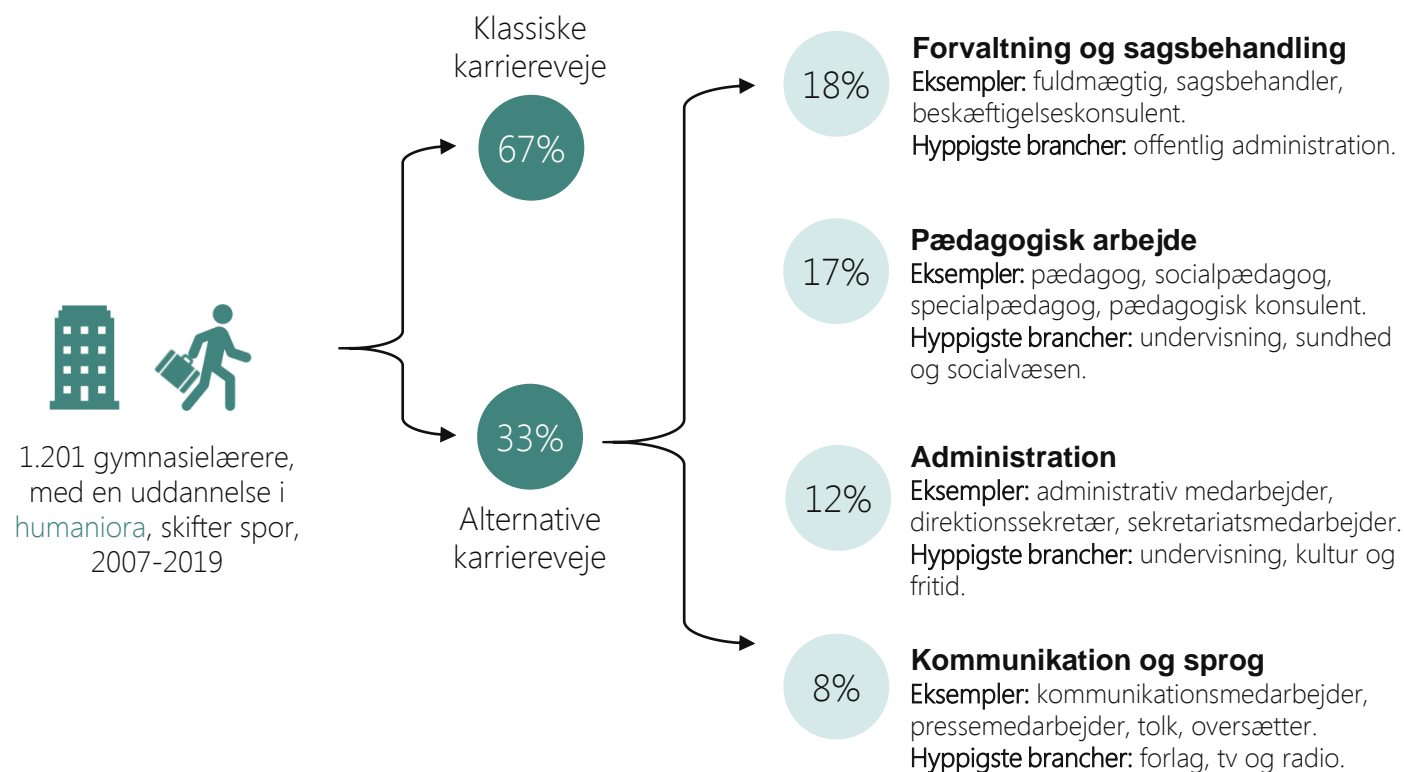 Klassiske
karriereveje
67%
1.201 gymnasielærere,
med en uddannelse i
humaniora, skifter spor,
2007-2019
33%
Alternative
karriereveje
18%
Forvaltning og sagsbehandling
Eksempler: fuldmægtig, sagsbehandler,
beskæftigelseskonsulent.
Hyppigste brancher: offentlig administration.
17%
Pædagogisk arbejde
Eksempler: pædagog, socialpædagog,
specialpædagog, pædagogisk konsulent.
Hyppigste brancher: undervisning, sundhed
og socialvæsen.
12%
Administration
Eksempler: administrativ medarbejder,
direktionssekretær, sekretariatsmedarbejder.
Hyppigste brancher: undervisning, kultur og
fritid.
8%
Kommunikation og sprog
Eksempler: kommunikationsmedarbejder,
pressemedarbejder, tolk, oversætter.
Hyppigste brancher: forlag, tv og radio.